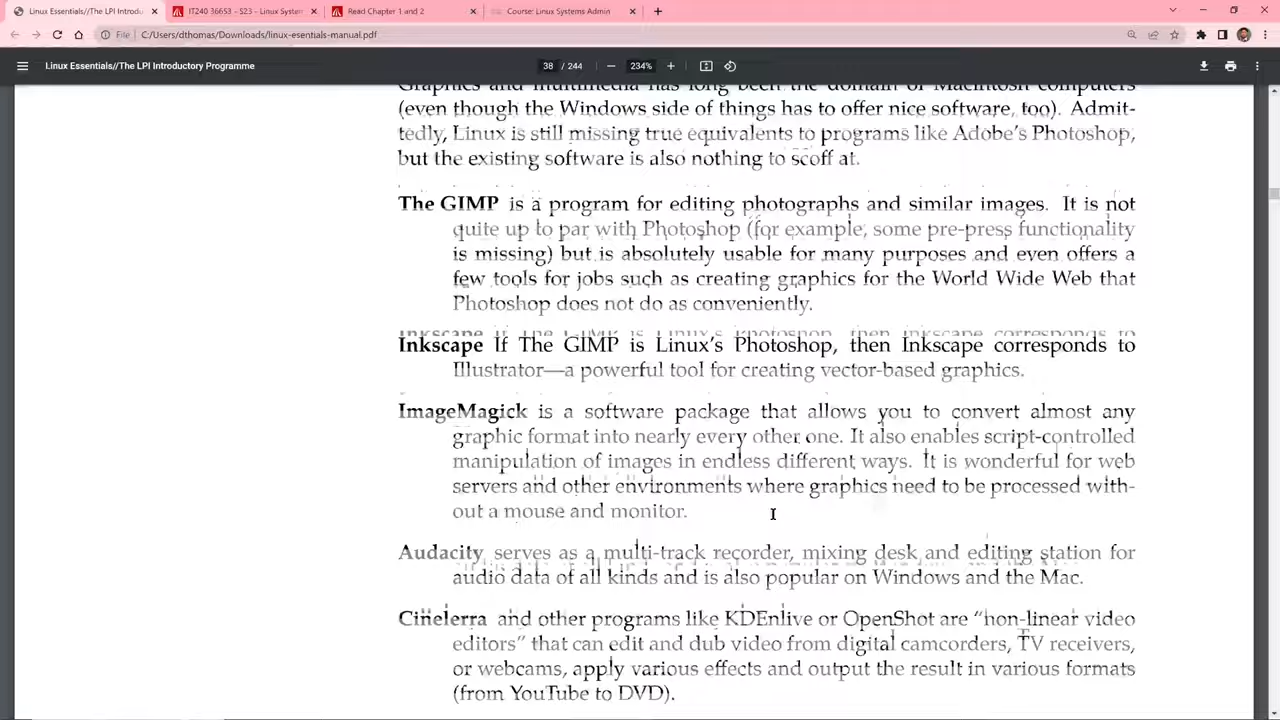 Linux Essentials//The LPI Introdu
IT240 36653 - S23 - Linux System
Read Chapter 1 and 2
Course: Linux Systems Admin
File
C:/Users/dthomas/Downloads/linux-esentials-manual.pdf
Linux Essentials//The LPI Introductory Programme
38 / 244
234%
Graphics and multimedia has long been the domain of Macintosh computers
(even though the Windows side of things has to offer nice software, too). Admit-
tedly, Linux is still missing true equivalents to programs like Adobe's Photoshop,
but the existing software is also nothing to scoff at.
The GIMP is a program for editing photographs and similar images. It is not
quite up to par with Photoshop (for example, some pre-press functionality
is missing) but is absolutely usable for many purposes and even offers a
few tools for jobs such as creating graphics for the World Wide Web that
Photoshop does not do as conveniently.
Inkscape If The GIMP is Linux's Photoshop, then Inkscape corresponds to
Illustrator—a powerful tool for creating vector-based graphics.
ImageMagick is a software package that allows you to convert almost any
graphic format into nearly every other one. It also enables script-controlled
manipulation of images in endless different ways. It is wonderful for web
servers and other environments where graphics need to be processed with-
out a mouse and monitor.
Audacity serves as a multi-track recorder, mixing desk and editing station for
audio data of all kinds and is also popular on Windows and the Mac.
Cinelerra and other programs like KDEnlive or OpenShot are “non-linear video
editors” that can edit and dub video from digital camcorders, TV receivers,
or webcams, apply various effects and output the result in various formats
(from YouTube to DVD).